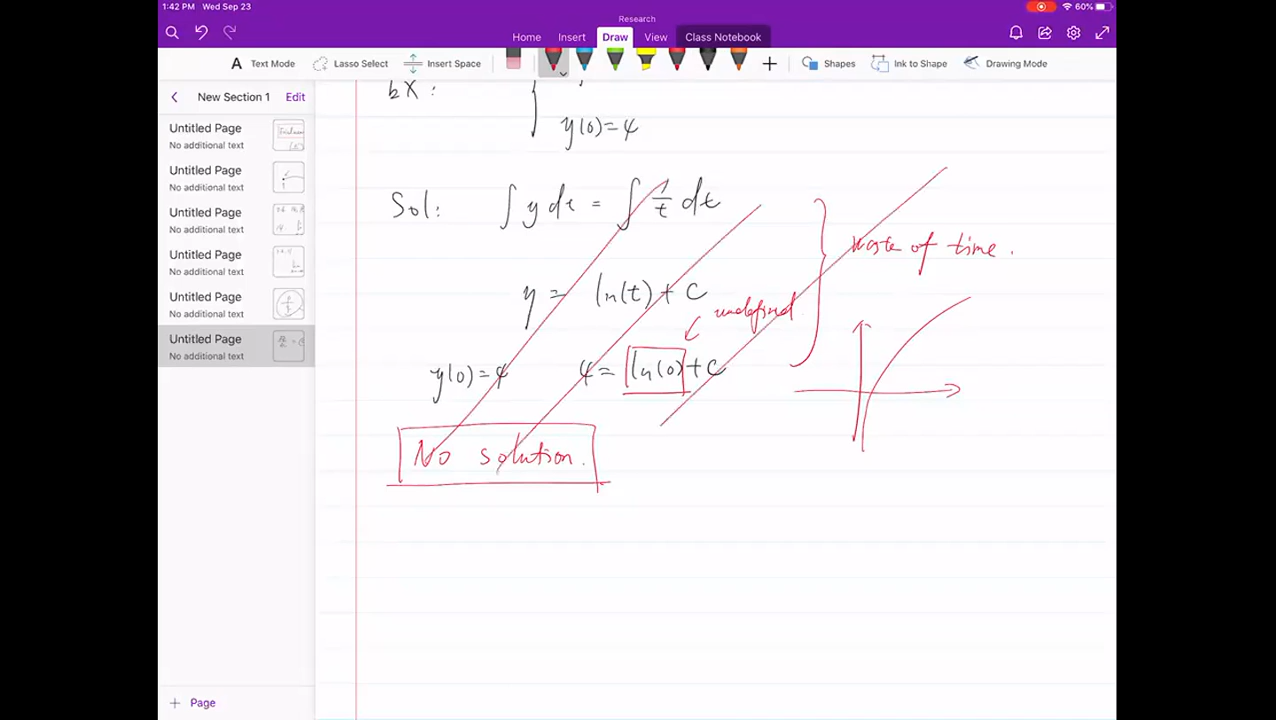 1:42 PM Wed Sep 23
60%
Research
Home Insert Draw View Class Notebook
A Text Mode Lasso Select Insert Space Shapes Ink to Shape Drawing Mode
New Section 1 Edit
Untitled Page
No additional text
Untitled Page
No additional text
Untitled Page
No additional text
Untitled Page
No additional text
Untitled Page
No additional text
Untitled Page
No additional text
Page
y(0)=4
Sol: ∫ y dt = ∫ 1/t dt
waste of time.
y = ln(t) + C
undefined
y(0)=4 4 = ln(0) + C
No solution.